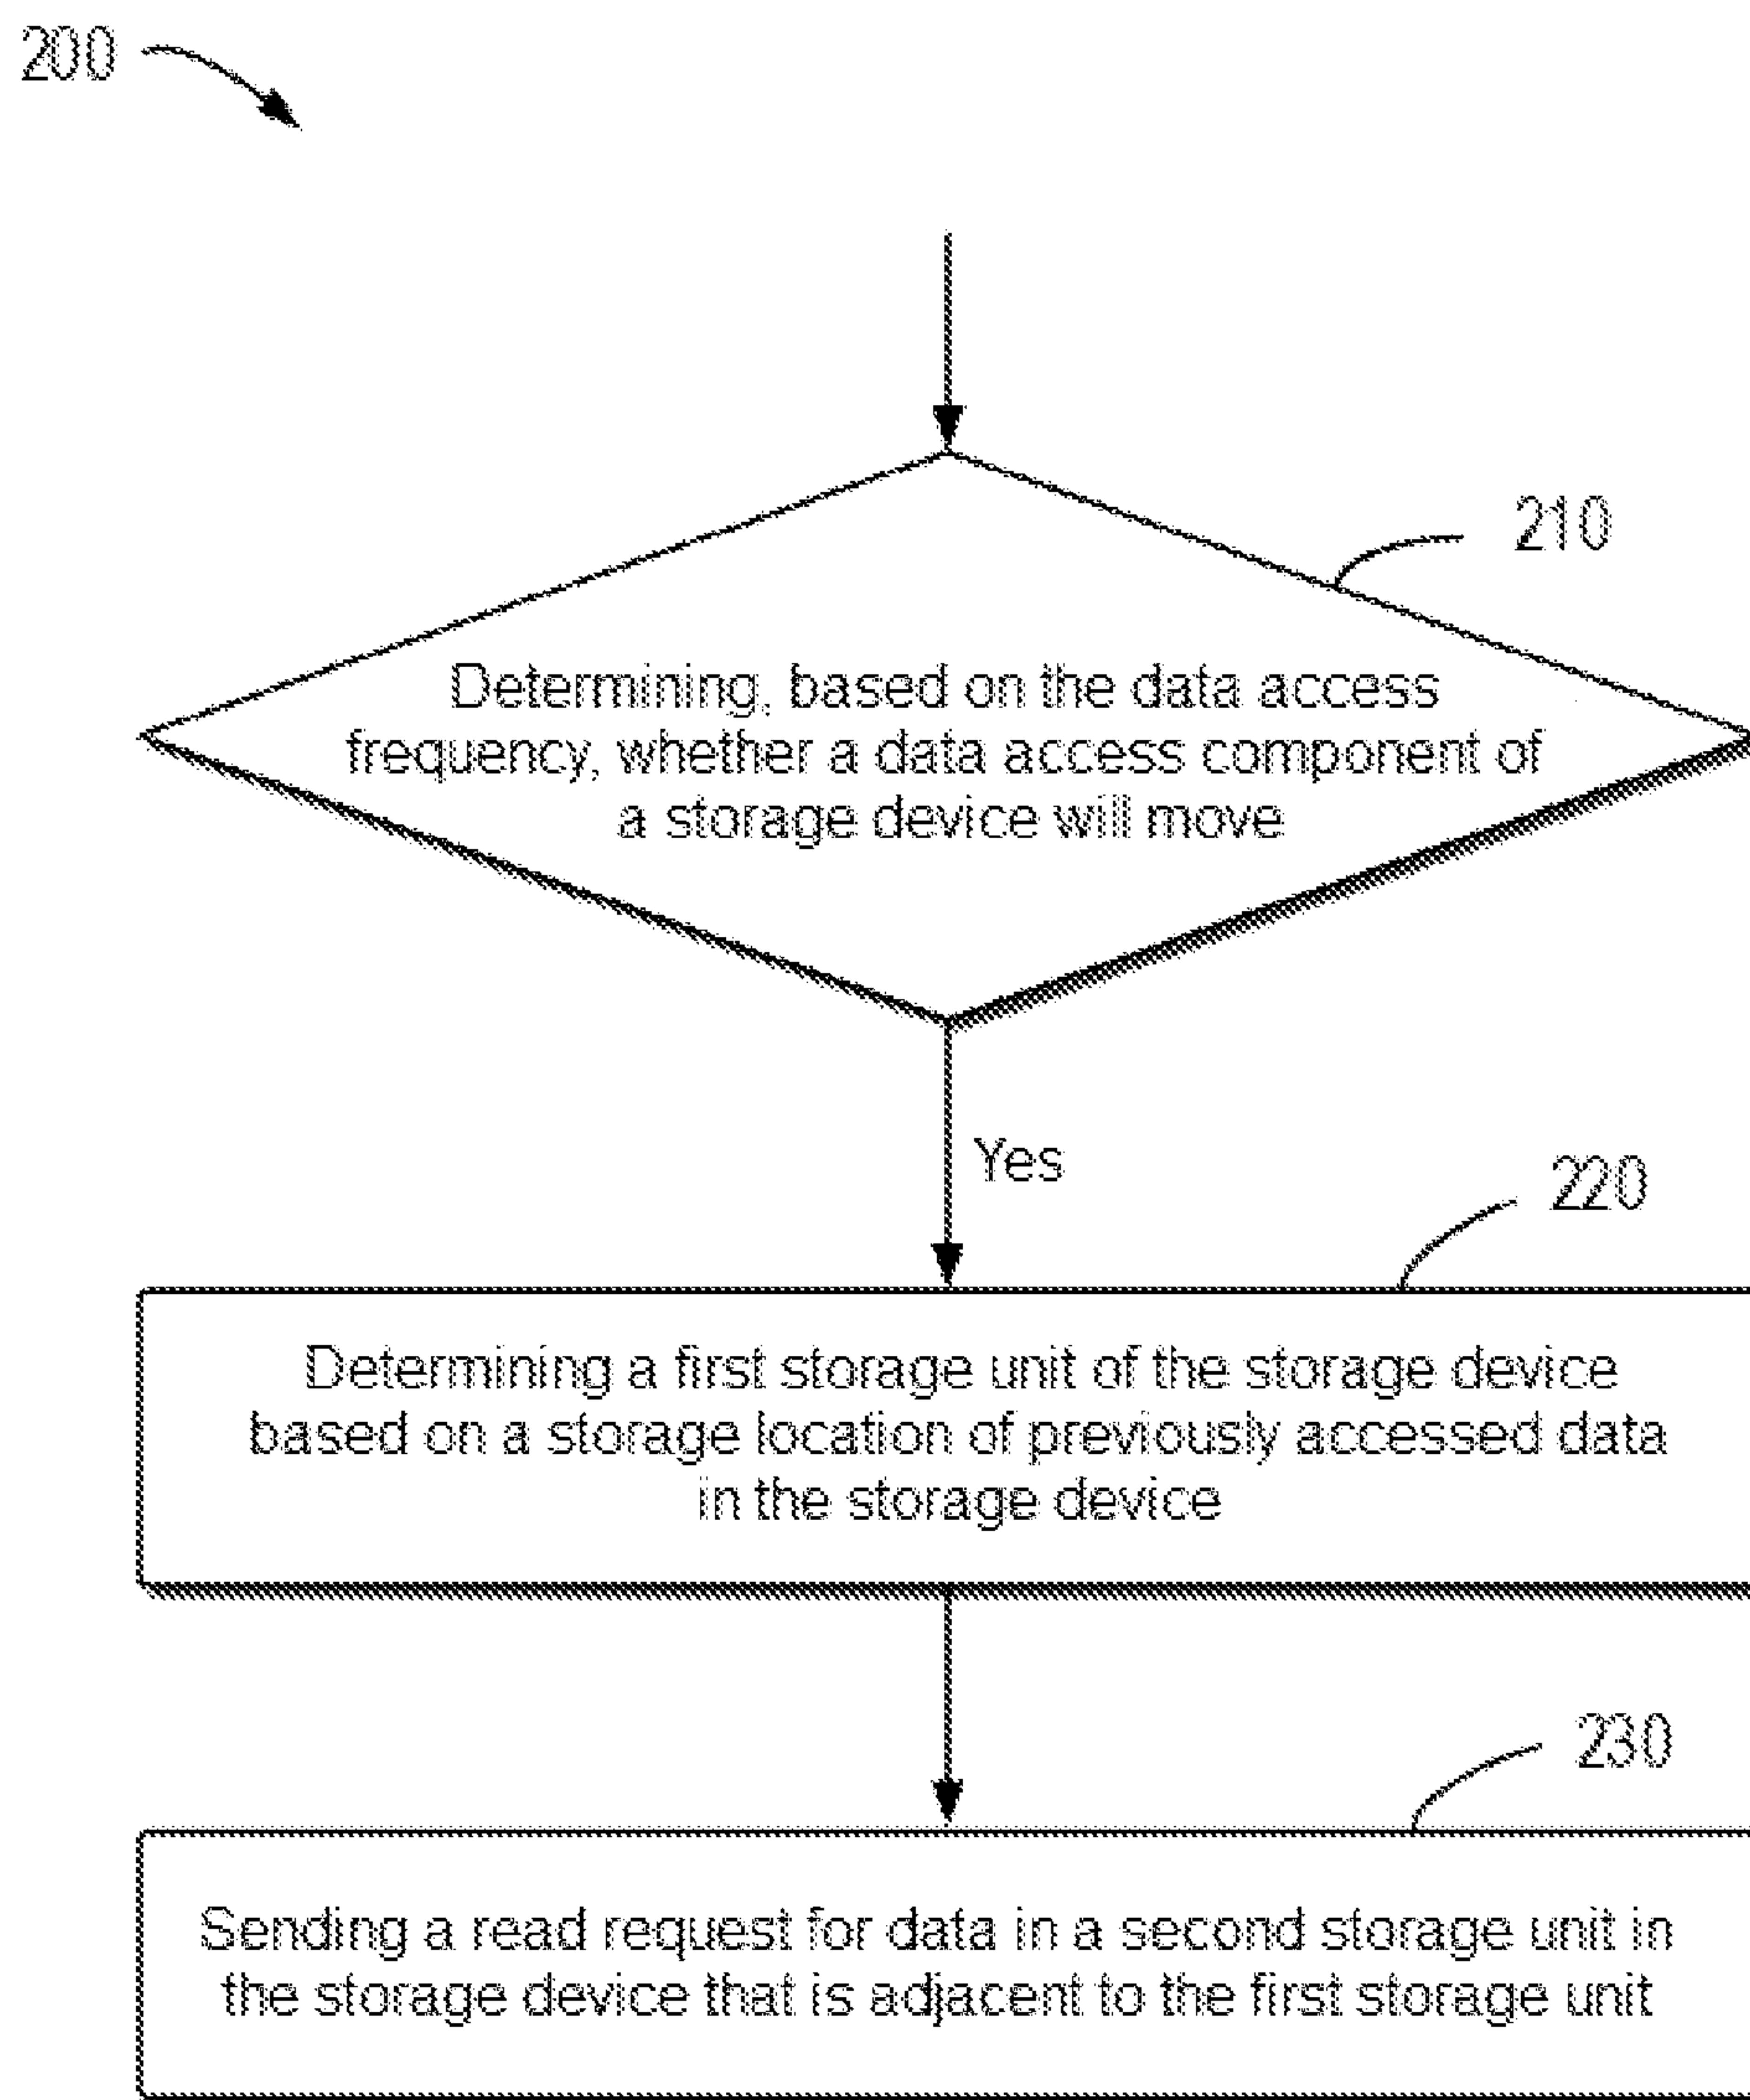 200
210
Determining, based on the data access
frequency, whether a data access component of
a storage device will move
Yes
220
Determining a first storage unit of the storage device
based on a storage location of previously accessed data
in the storage device
230
Sending a read request for data in a second storage unit in
the storage device that is adjacent to the first storage unit